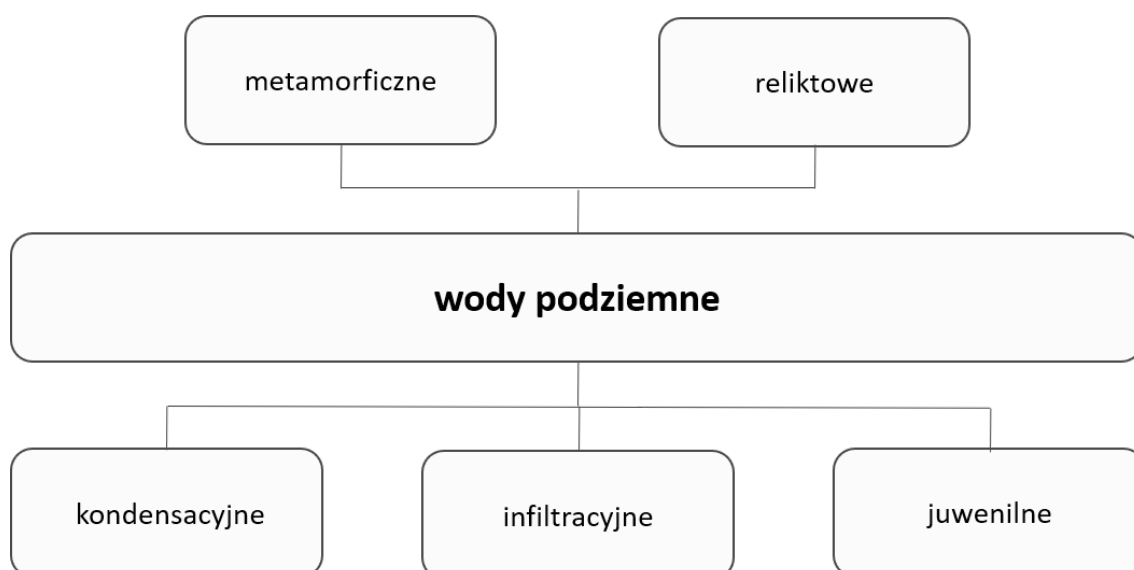 metamorficzne
reliktowe
wody podziemne
kondensacyjne
infiltracyjne
juwenilne